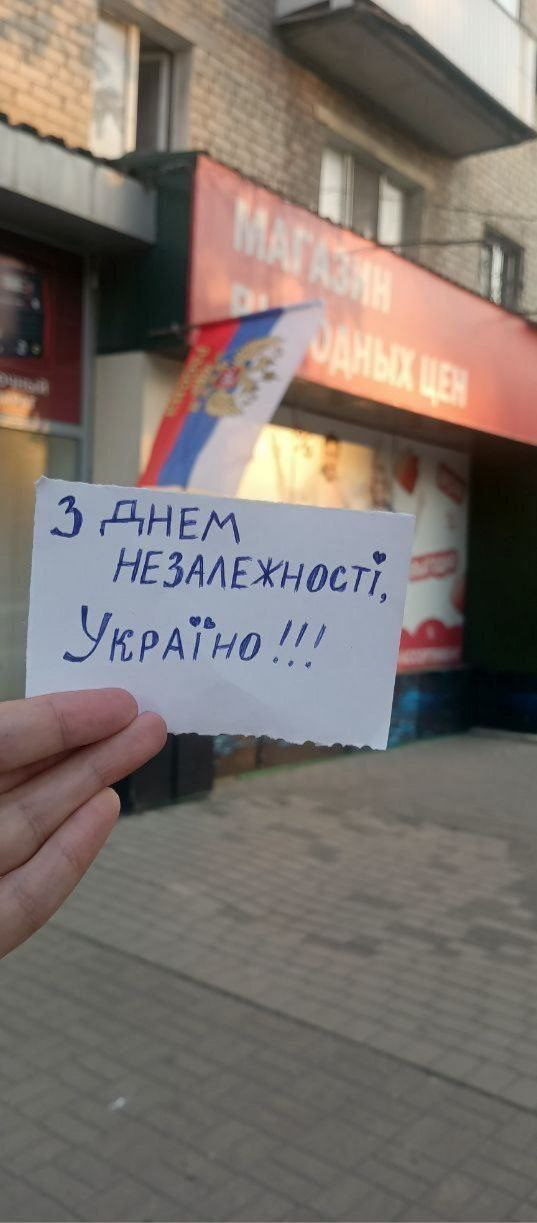 МАГАЗИН
ЦЕН
З ДНЕМ
НЕЗАЛЕЖНОСТІ,
УКРАЇНО!!!